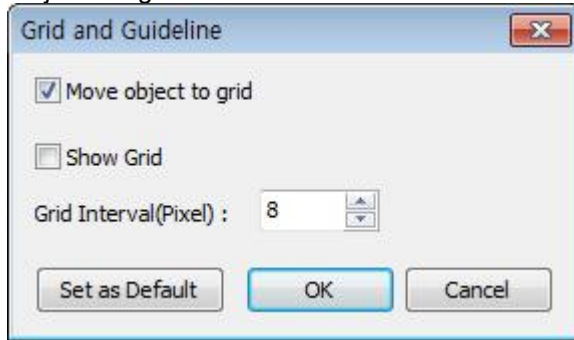 Grid and Guideline
Move object to grid
Show Grid
Grid Interval(Pixel) : 8
Set as Default OK Cancel